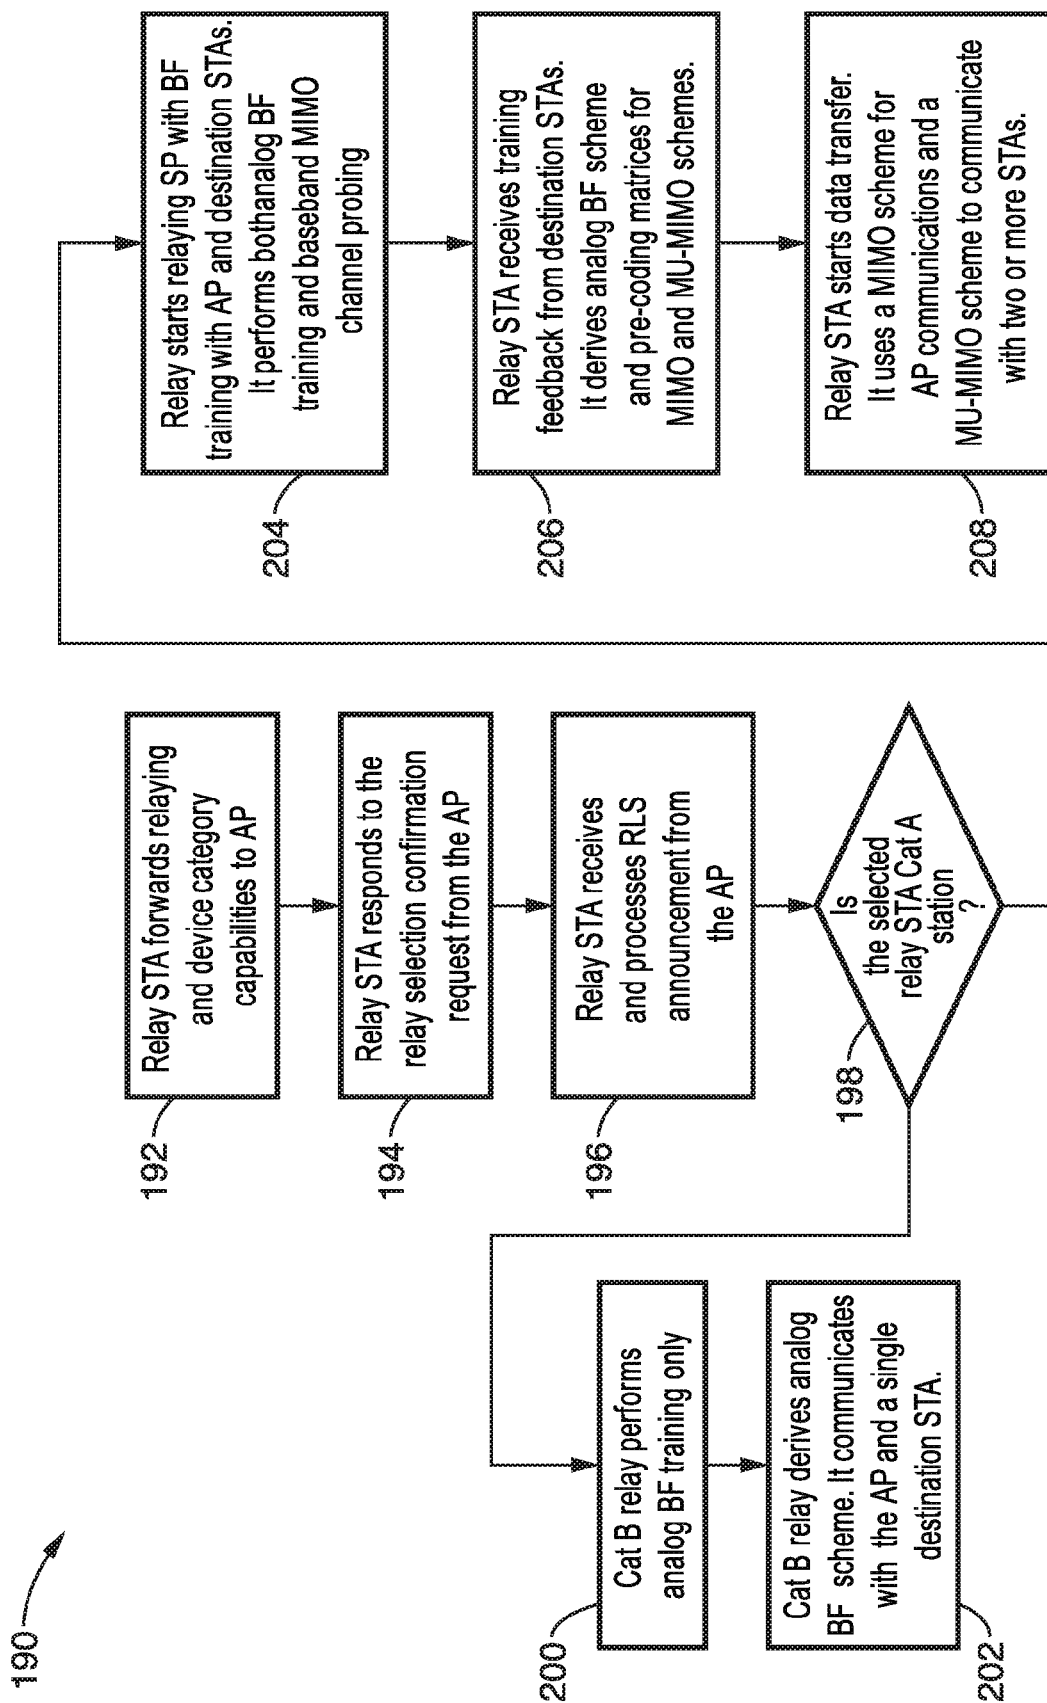 190
Relay STA forwards relaying
and device category
capabilities to AP
192
Relay STA responds to the
relay selection confirmation
request from the AP
194
Relay STA receives
and processes RLS
announcement from
the AP
196
Is
the selected
relay STA Cat A
station
?
198
Cat B relay performs
analog BF training only
200
Cat B relay derives analog
BF scheme. It communicates
with the AP and a single
destination STA.
202
Relay starts relaying SP with BF
training with AP and destination STAs.
It performs bothanalog BF
training and baseband MIMO
channel probing
204
Relay STA receives training
feedback from destination STAs.
It derives analog BF scheme
and pre-coding matrices for
MIMO and MU-MIMO schemes.
206
Relay STA starts data transfer.
It uses a MIMO scheme for
AP communications and a
MU-MIMO scheme to communicate
with two or more STAs.
208